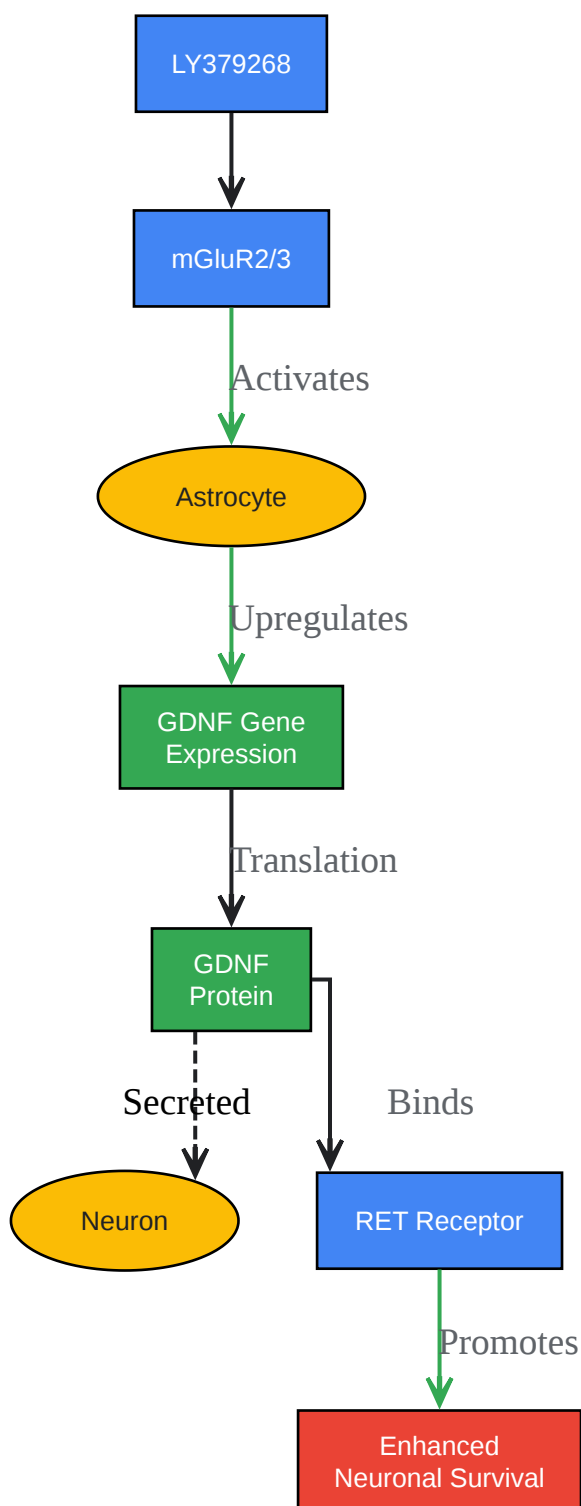 LY379268
mGluR2/3
Activates
Astrocyte
Upregulates
GDNF Gene
Expression
Translation
GDNF
Protein
Secreted
Binds
Neuron
RET Receptor
Promotes
Enhanced
Neuronal Survival